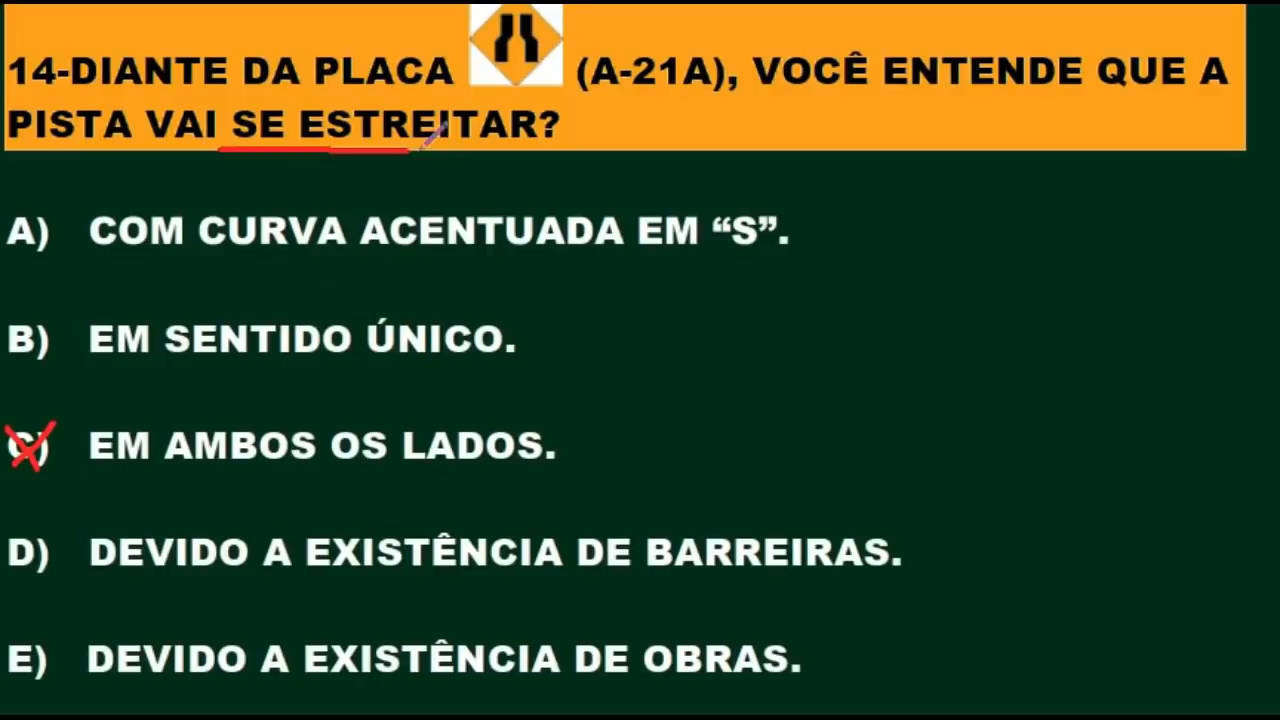 14-DIANTE DA PLACA (A-21A), VOCÊ ENTENDE QUE A
PISTA VAI SE ESTREITAR?
A) COM CURVA ACENTUADA EM “S”.
B) EM SENTIDO ÚNICO.
C) EM AMBOS OS LADOS.
D) DEVIDO A EXISTÊNCIA DE BARREIRAS.
E) DEVIDO A EXISTÊNCIA DE OBRAS.